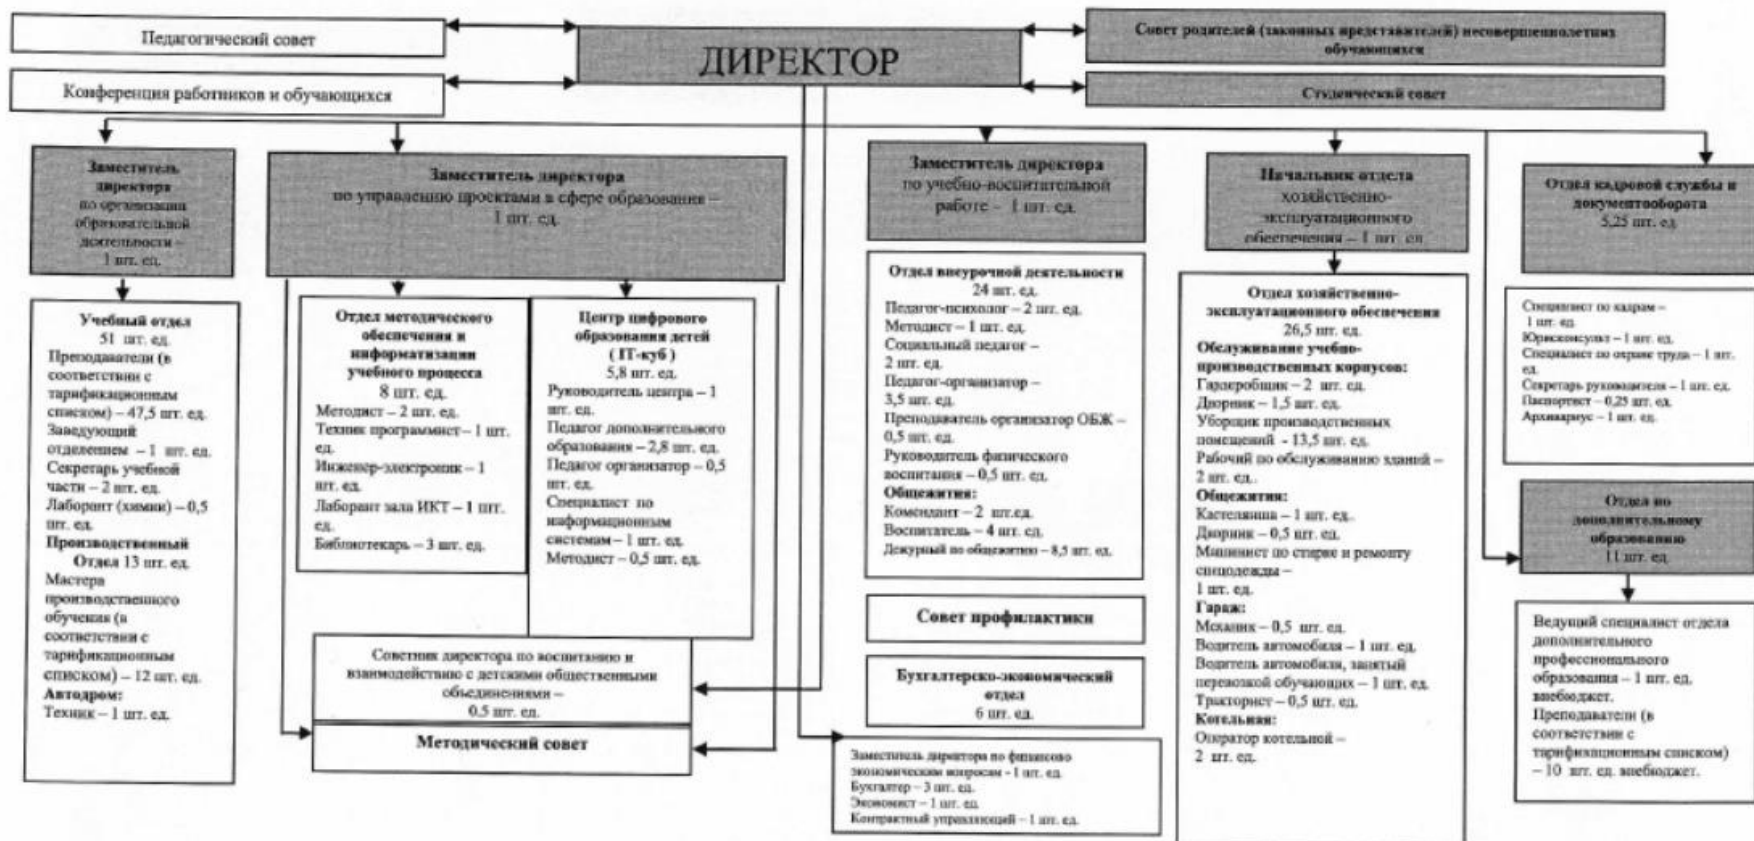 Педагогический совет
Конференция работников и обучающихся
ДИРЕКТОР
Совет родителей (законных представителей) несовершеннолетних
обучающихся
Студенческий совет
Заместитель
директора
по организации
образовательной
деятельности –
1 шт. ед.
Учебный отдел
51 шт. ед.
Преподаватели (в
соответствии с
тарификационным
списком) – 47,5 шт. ед.
Заведующий
отделением – 1 шт. ед.
Секретарь учебной
части – 2 шт. ед.
Лаборант (химии) – 0,5
шт. ед.
Производственный
Отдел 13 шт. ед.
Мастера
производственного
обучения (в
соответствии с
тарификационным
списком) – 12 шт. ед.
Автодром:
Техник – 1 шт. ед.
Заместитель директора
по управлению проектами в сфере образования –
1 шт. ед.
Отдел методического
обеспечения и
информатизации
учебного процесса
8 шт. ед.
Методист – 2 шт. ед.
Техник программист – 1 шт.
ед.
Инженер-электроник – 1
шт. ед.
Лаборант зала ИКТ – 1 шт.
ед.
Библиотекарь – 3 шт. ед.
Центр цифрового
образования детей
( IT-куб )
5,8 шт. ед.
Руководитель центра – 1
шт. ед.
Педагог дополнительного
образования – 2,8 шт. ед.
Педагог организатор – 0,5
шт. ед.
Специалист по
информационным
системам – 1 шт. ед.
Методист – 0,5 шт. ед.
Советник директора по воспитанию и
взаимодействию с детскими общественными
объединениями –
0,5 шт. ед.
Методический совет
Заместитель директора
по учебно-воспитательной
работе – 1 шт. ед.
Отдел внеурочной деятельности
24 шт. ед.
Педагог-психолог – 2 шт. ед.
Методист – 1 шт. ед.
Социальный педагог –
2 шт. ед.
Педагог-организатор –
3,5 шт. ед.
Преподаватель организатор ОБЖ –
0,5 шт. ед.
Руководитель физического
воспитания – 0,5 шт. ед.
Общежития:
Комендант – 2 шт.ед.
Воспитатель – 4 шт. ед.
Дежурный по общежитию – 8,5 шт. ед.
Совет профилактики
Бухгалтерско-экономический
отдел
6 шт. ед.
Заместитель директора по финансово
экономическим вопросам - 1 шт. ед.
Бухгалтер – 3 шт. ед.
Экономист – 1 шт. ед.
Контрактный управляющий – 1 шт. ед.
Начальник отдела
хозяйственно-
эксплуатационного
обеспечения – 1 шт. ед.
Отдел хозяйственно-
эксплуатационного обеспечения
26,5 шт. ед.
Обслуживание учебно-
производственных корпусов:
Гардеробщик – 2 шт. ед.
Дворник – 1,5 шт. ед.
Уборщик производственных
помещений - 13,5 шт. ед.
Рабочий по обслуживанию зданий –
2 шт. ед..
Общежития:
Кастелянша – 1 шт. ед.
Дворник – 0,5 шт. ед.
Машинист по стирке и ремонту
спецодежды –
1 шт. ед.
Гараж:
Механик – 0,5 шт. ед.
Водитель автомобиля – 1 шт. ед.
Водитель автомобиля, занятый
перевозкой обучающих – 1 шт. ед.
Тракторист – 0,5 шт. ед.
Котельная:
Оператор котельной –
2 шт. ед.
Отдел кадровой службы и
документооборота
5,25 шт. ед
Специалист по кадрам –
1 шт. ед.
Юрисконсульт – 1 шт. ед.
Специалист по охране труда – 1 шт.
ед.
Секретарь руководителя – 1 шт. ед.
Паспортист – 0,25 шт. ед.
Архивариус – 1 шт. ед.
Отдел по
дополнительному
образованию
11 шт. ед.
Ведущий специалист отдела
дополнительного
профессионального
образования – 1 шт. ед.
внебюджет.
Преподаватели (в
соответствии с
тарификационным списком)
– 10 шт. ед. внебюджет.